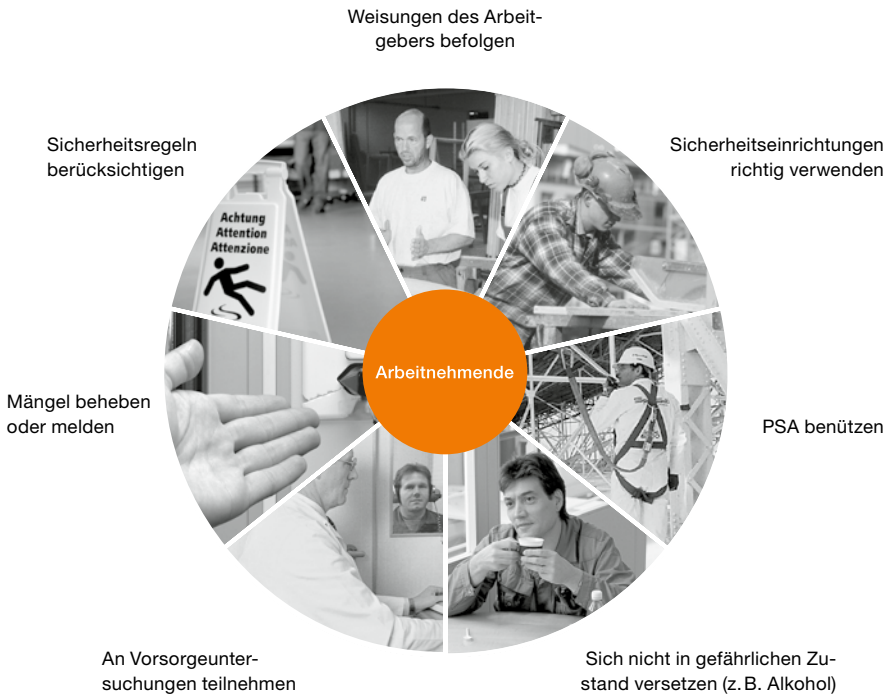 Weisungen des Arbeit-
gebers befolgen
Sicherheitsregeln
berücksichtigen
Sicherheitseinrichtungen
richtig verwenden
Achtung
Attention
Attenzione
Arbeitnehmende
Mängel beheben
oder melden
PSA benützen
An Vorsorgeunter-
suchungen teilnehmen
Sich nicht in gefährlichen Zu-
stand versetzen (z. B. Alkohol)